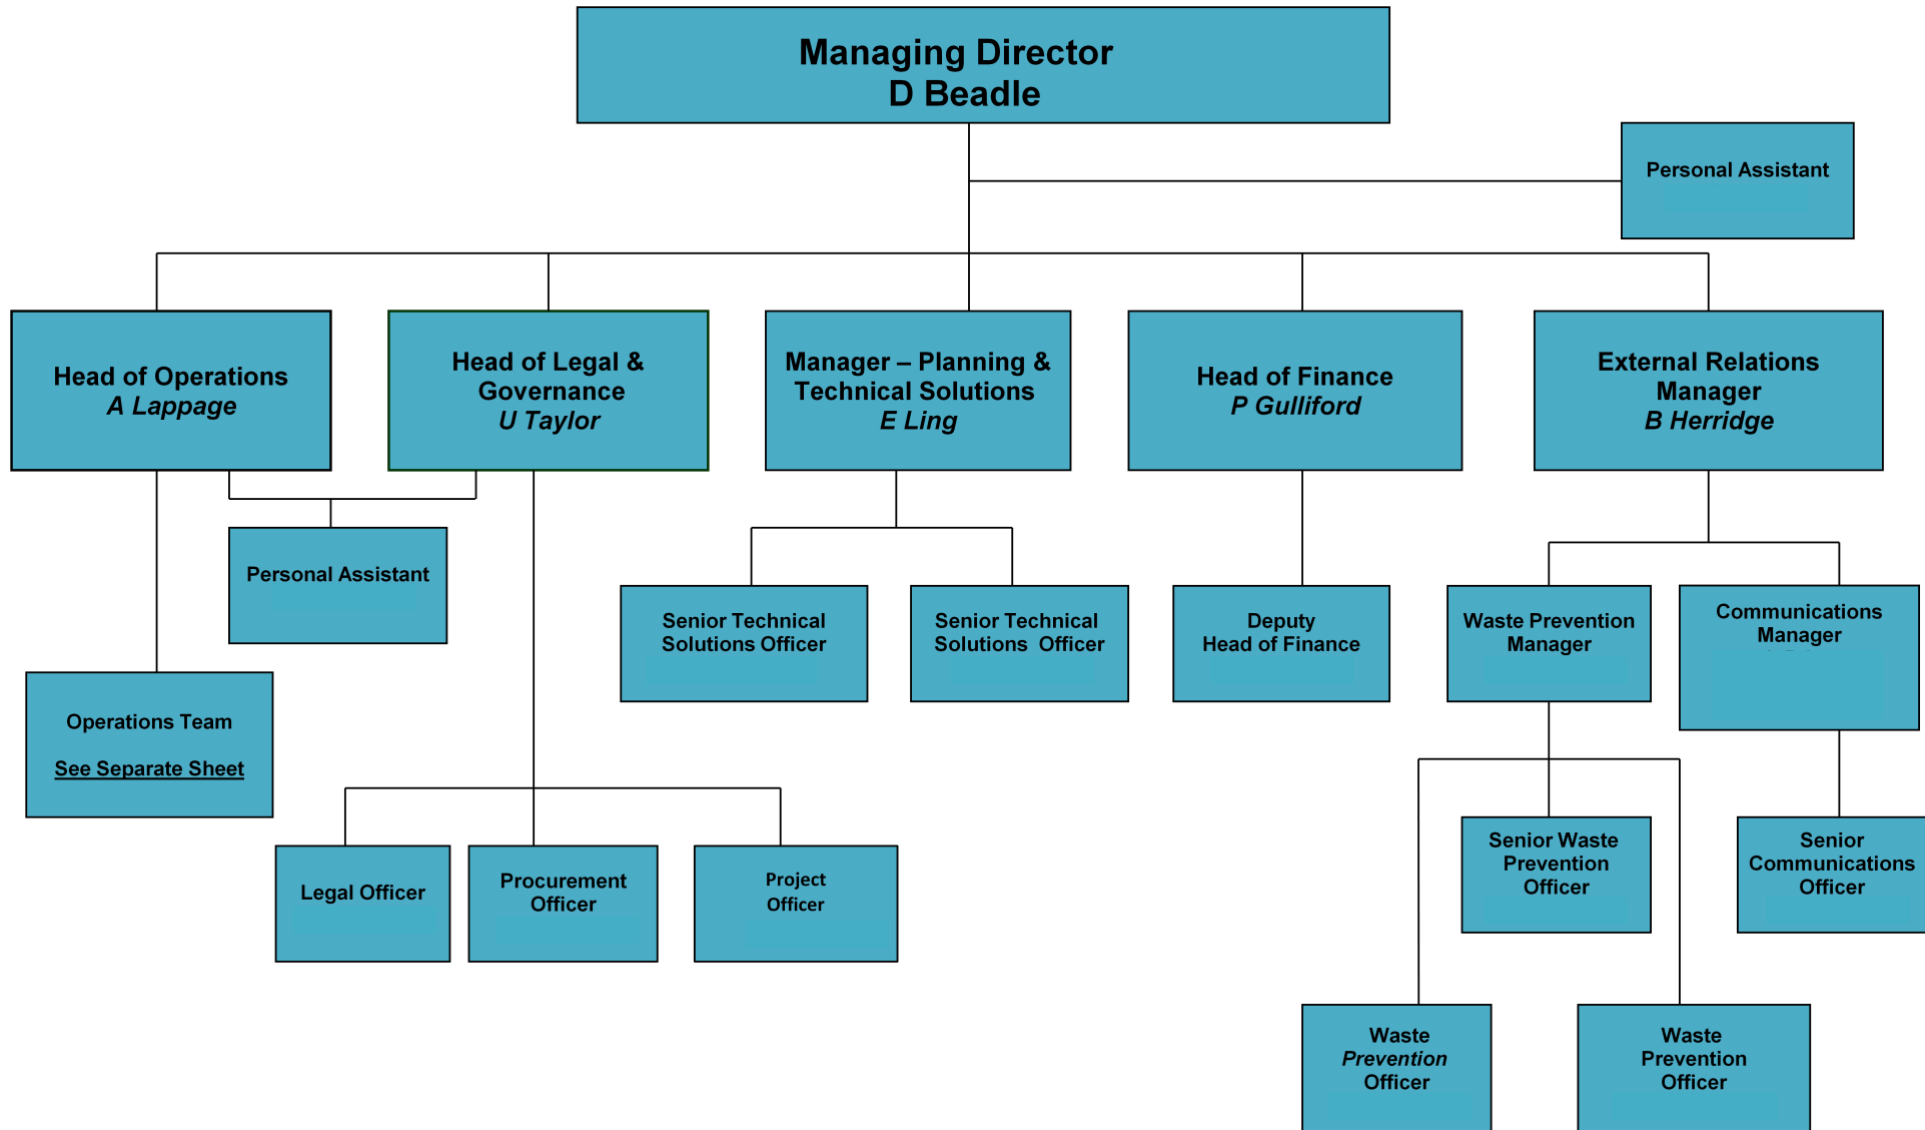 Managing Director
D Beadle
Personal Assistant
Head of Operations
A Lappage
Head of Legal &
Governance
U Taylor
Manager – Planning &
Technical Solutions
E Ling
Head of Finance
P Gulliford
External Relations
Manager
B Herridge
Personal Assistant
Senior Technical
Solutions Officer
Senior Technical
Solutions Officer
Deputy
Head of Finance
Waste Prevention
Manager
Communications
Manager
Operations Team
See Separate Sheet
Legal Officer
Procurement
Officer
Project
Officer
Senior Waste
Prevention
Officer
Senior
Communications
Officer
Waste
Prevention
Officer
Waste
Prevention
Officer